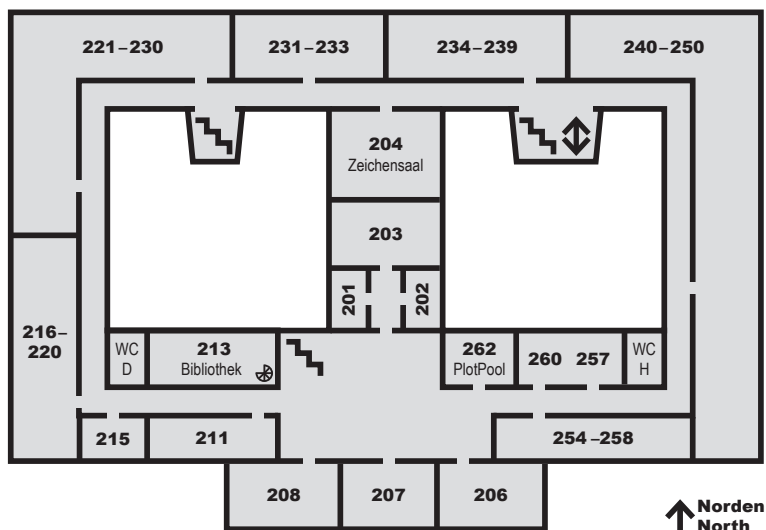 221–230
231–233
234–239
240–250
204
Zeichensaal
203
201
202
216–
220
WC
D
213
Bibliothek
262
PlotPool
260 257
WC
H
215
211
254–258
208
207
206
Norden
North